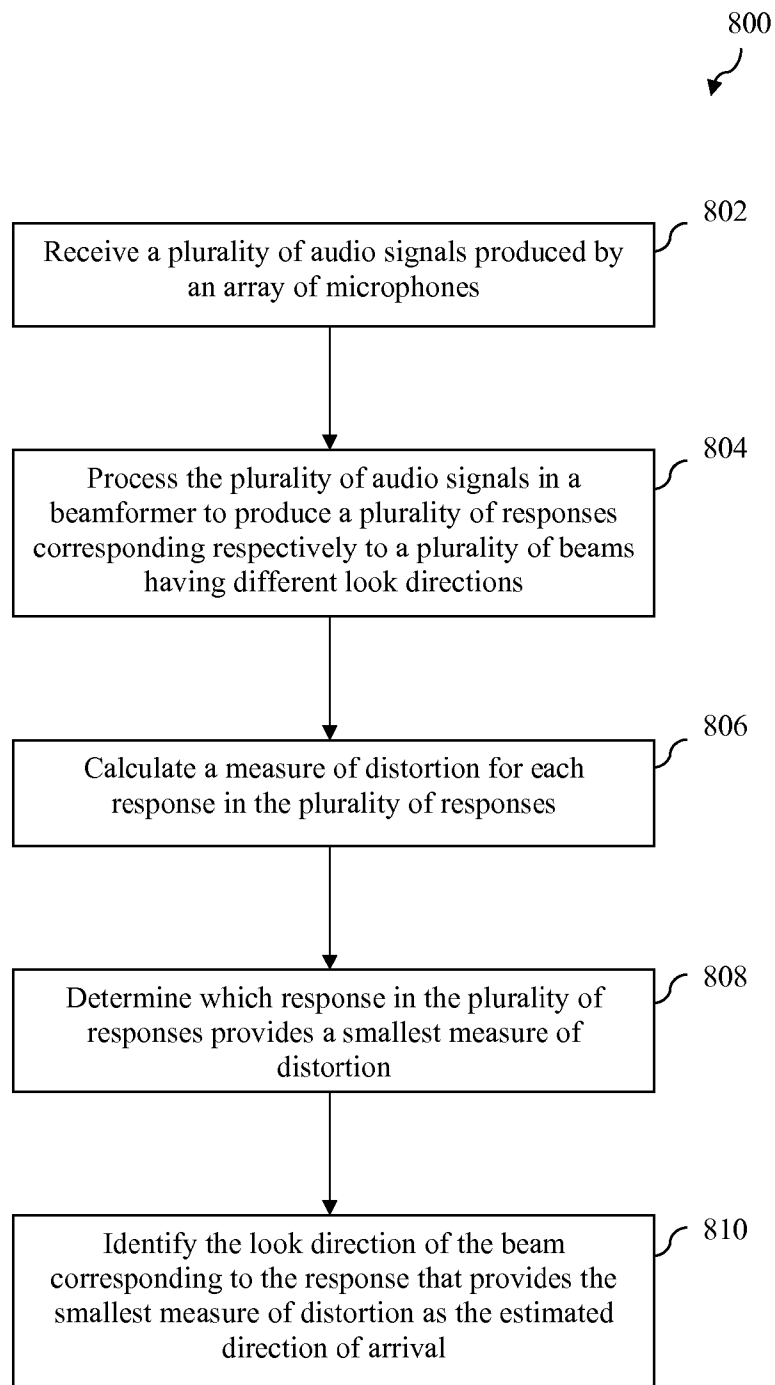 800
802
Receive a plurality of audio signals produced by
an array of microphones
804
Process the plurality of audio signals in a
beamformer to produce a plurality of responses
corresponding respectively to a plurality of beams
having different look directions
806
Calculate a measure of distortion for each
response in the plurality of responses
808
Determine which response in the plurality of
responses provides a smallest measure of
distortion
810
Identify the look direction of the beam
corresponding to the response that provides the
smallest measure of distortion as the estimated
direction of arrival